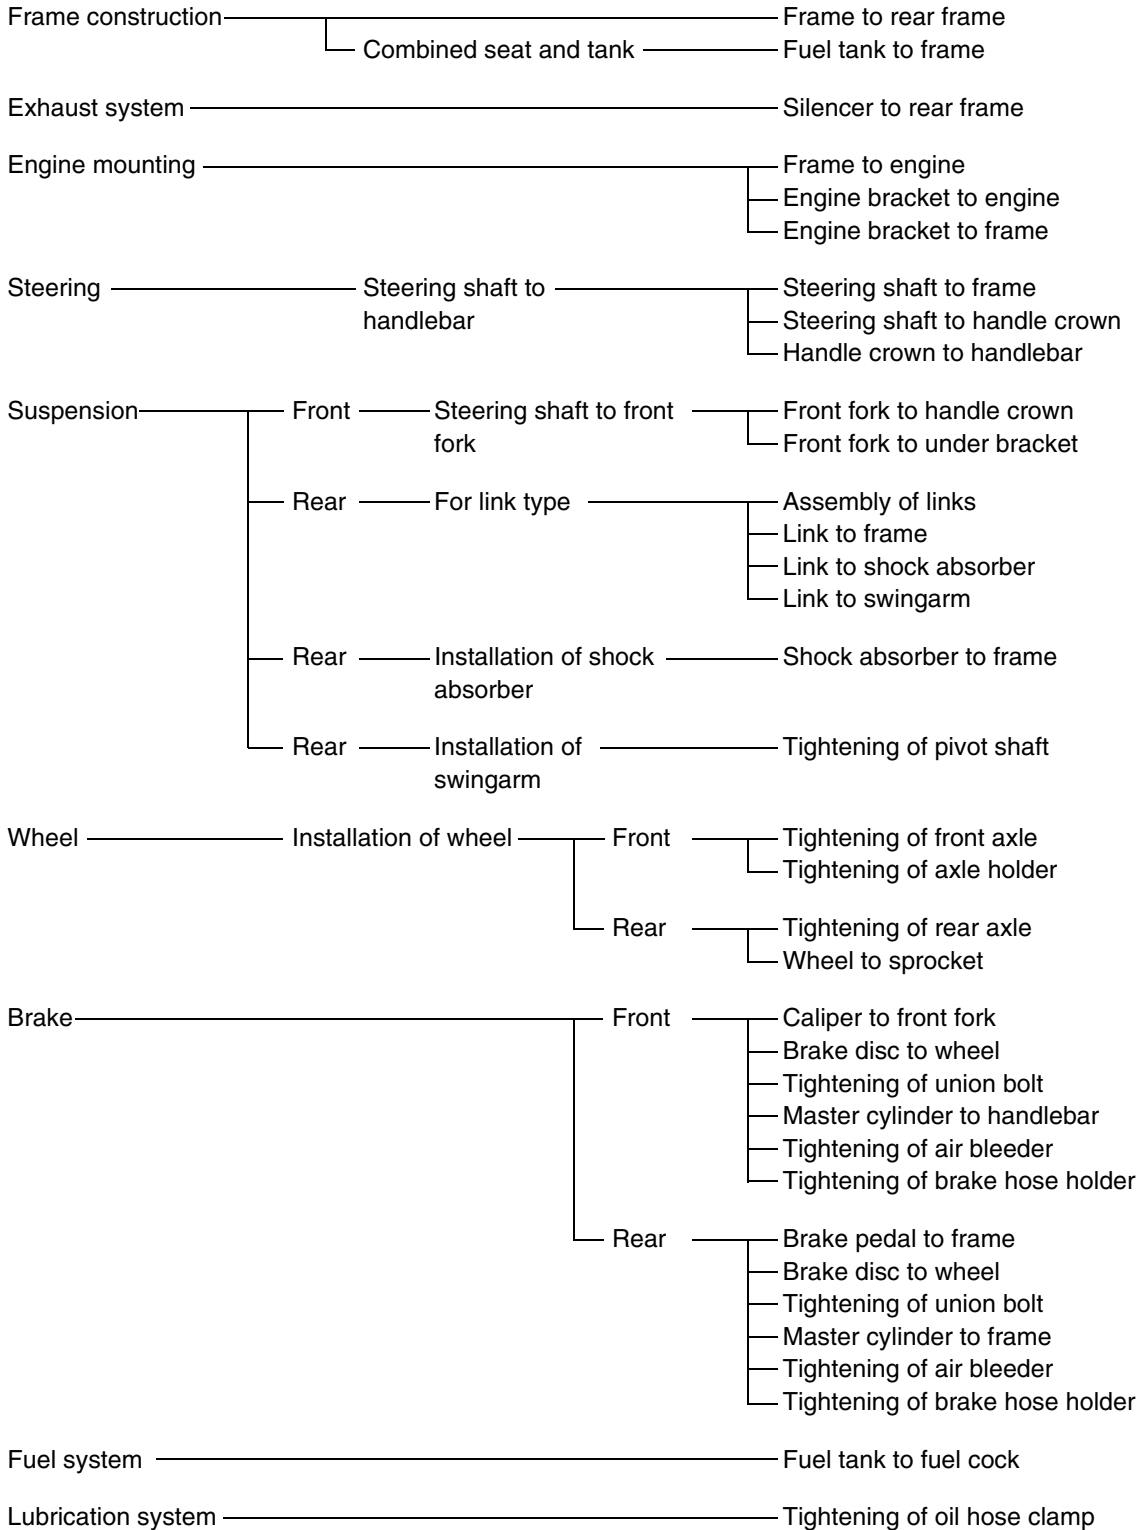 Frame construction Frame to rear frame
Combined seat and tank Fuel tank to frame
Exhaust system Silencer to rear frame
Engine mounting Frame to engine
Engine bracket to engine
Engine bracket to frame
Steering Steering shaft to Steering shaft to frame
handlebar Steering shaft to handle crown
Handle crown to handlebar
Suspension Front Steering shaft to front Front fork to handle crown
fork Front fork to under bracket
Rear For link type Assembly of links
Link to frame
Link to shock absorber
Link to swingarm
Rear Installation of shock Shock absorber to frame
absorber
Rear Installation of Tightening of pivot shaft
swingarm
Wheel Installation of wheel Front Tightening of front axle
Tightening of axle holder
Rear Tightening of rear axle
Wheel to sprocket
Brake Front Caliper to front fork
Brake disc to wheel
Tightening of union bolt
Master cylinder to handlebar
Tightening of air bleeder
Tightening of brake hose holder
Rear Brake pedal to frame
Brake disc to wheel
Tightening of union bolt
Master cylinder to frame
Tightening of air bleeder
Tightening of brake hose holder
Fuel system Fuel tank to fuel cock
Lubrication system Tightening of oil hose clamp